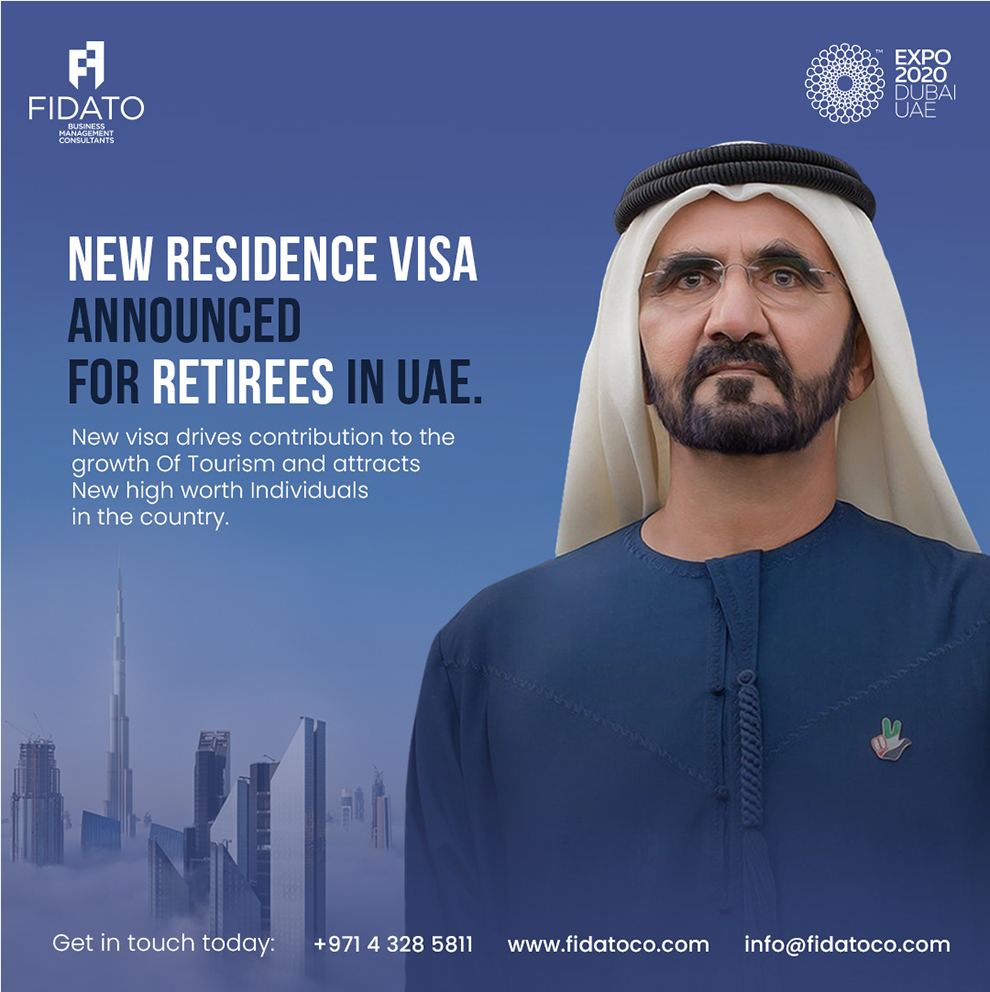 FIDATO
BUSINESS
MANAGEMENT
CONSULTANTS
TM
EXPO
2020
DUBAI
UAE
NEW RESIDENCE VISA
ANNOUNCED
FOR RETIREES IN UAE.
New visa drives contribution to the
growth Of Tourism and attracts
New high worth Individuals
in the country.
Get in touch today: +971 4 328 5811 www.fidatoco.com info@fidatoco.com